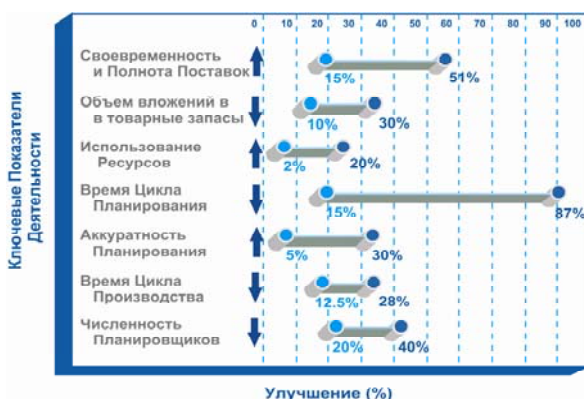 0 10 20 30 40 50 60 70 80 90 100
Ключевые Показатели
Деятельности
Своевременность
и Полнота Поставок
15% 51%
Объем вложений в
в товарные запасы
10% 30%
Использование
Ресурсов
2% 20%
Время Цикла
Планирования
15% 87%
Аккуратность
Планирования
5% 30%
Время Цикла
Производства
12.5% 28%
Численность
Планировщиков
20% 40%
Улучшение (%)